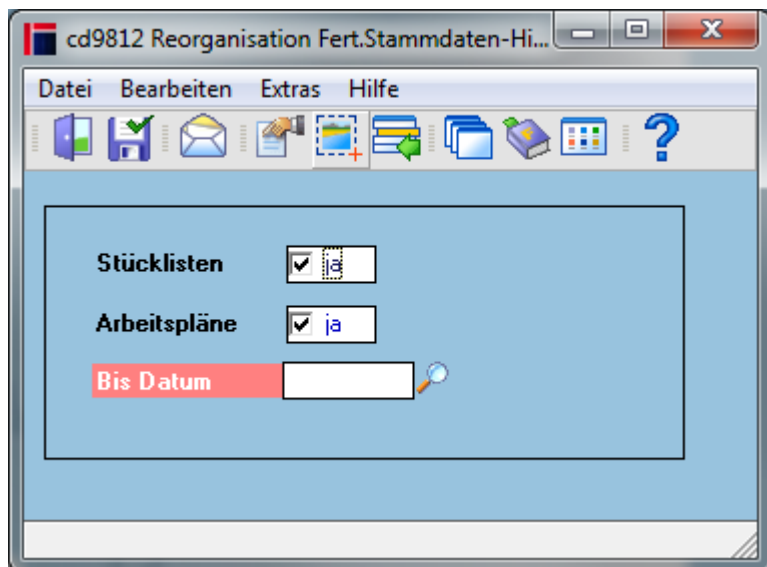 cd9812 Reorganisation Fert.Stammdaten-Hi...
Datei Bearbeiten Extras Hilfe
Stücklisten ja
Arbeitspläne ja
Bis Datum